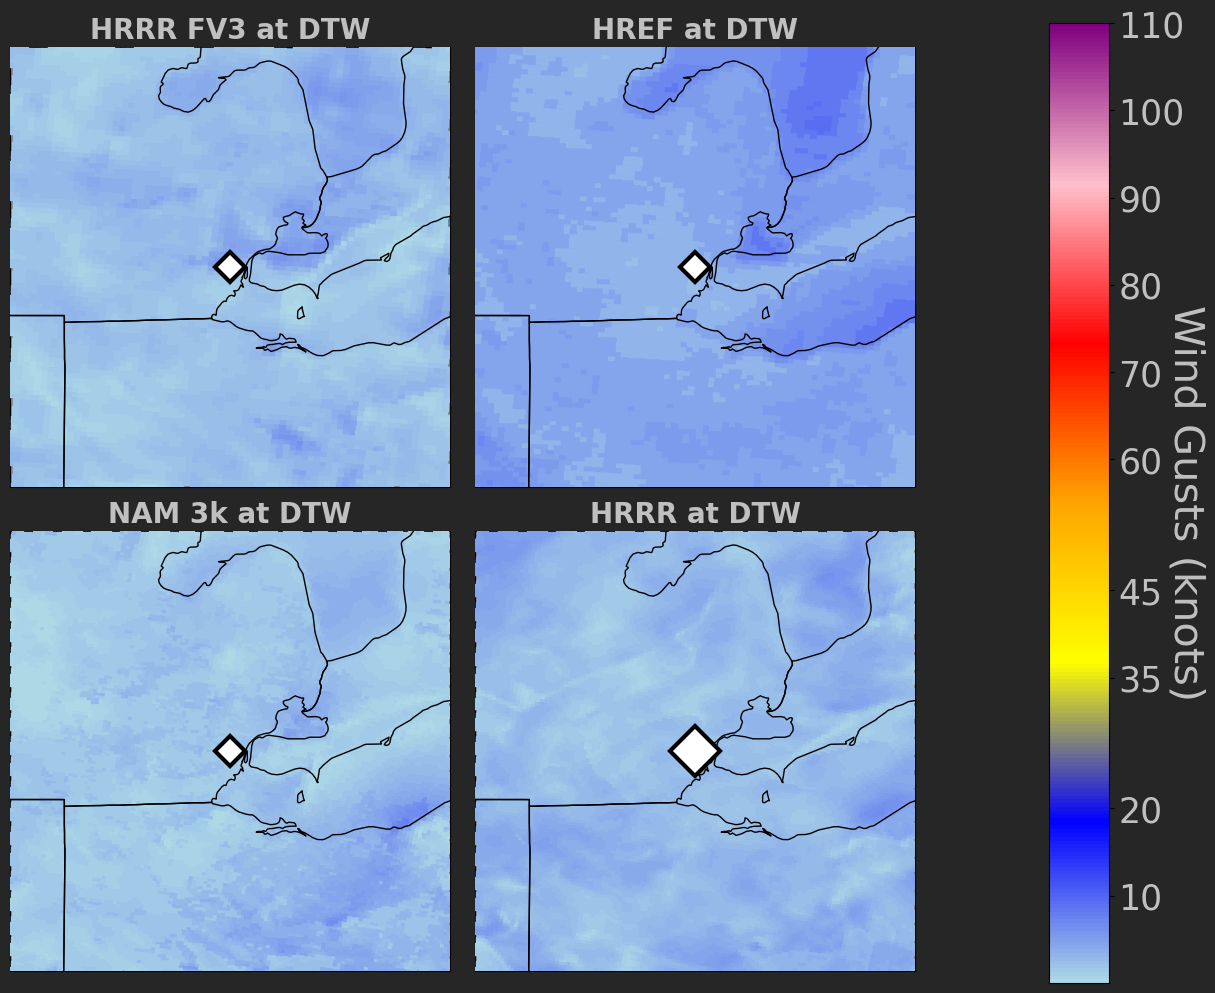 HRRR FV3 at DTW
HREF at DTW
NAM 3k at DTW
HRRR at DTW
110
100
90
80
70
60
45
35
20
10
Wind Gusts (knots)